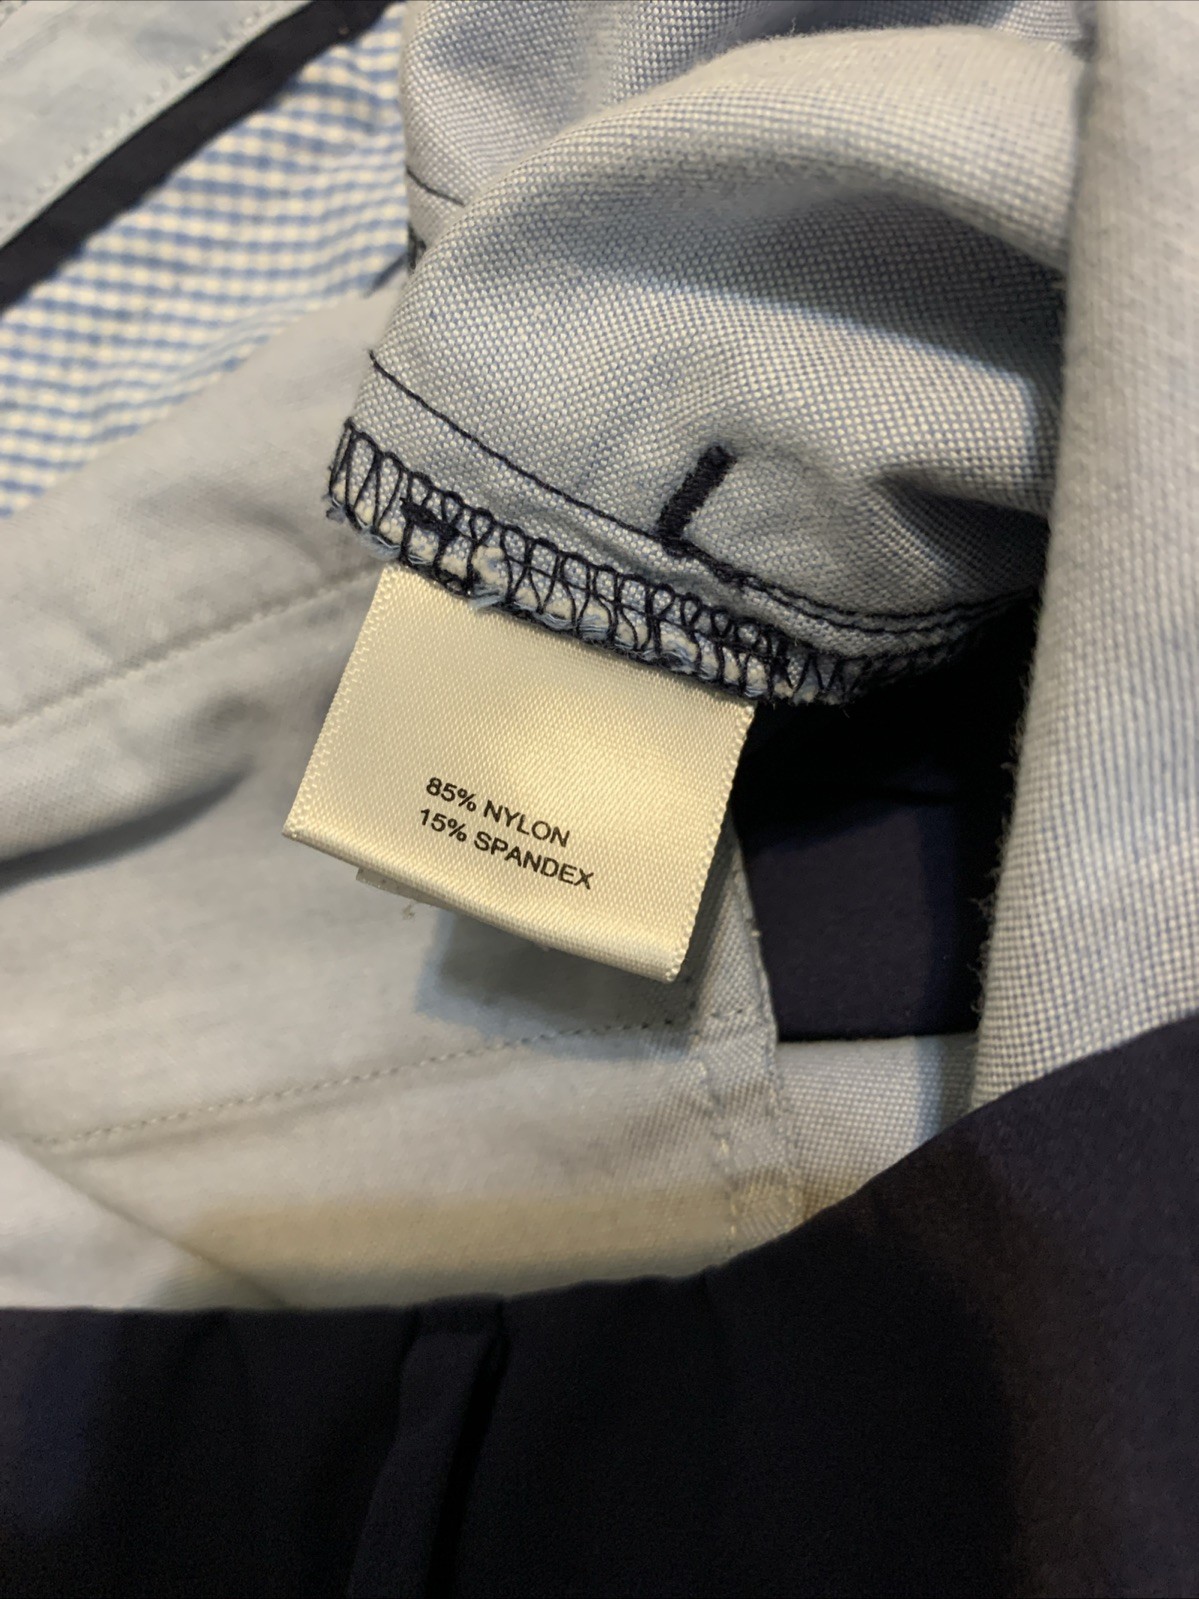 85% NYLON
15% SPANDEX